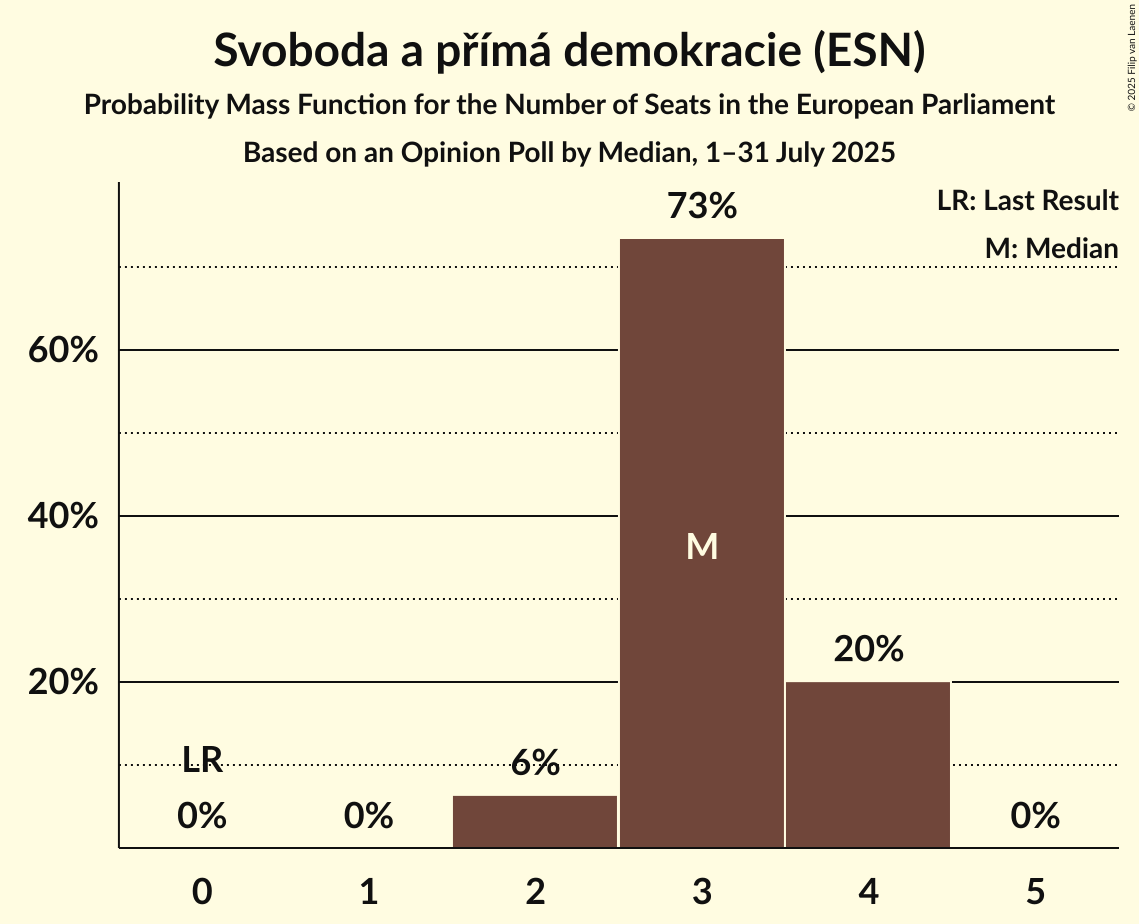 Svoboda a přímá demokracie (ESN)
Probability Mass Function for the Number of Seats in the European Parliament
Based on an Opinion Poll by Median, 1–31 July 2025
© 2025 Filip van Laenen
LR: Last Result
M: Median
73%
60%
40%
M
20%
20%
LR
6%
0%
0%
0%
0 1 2 3 4 5